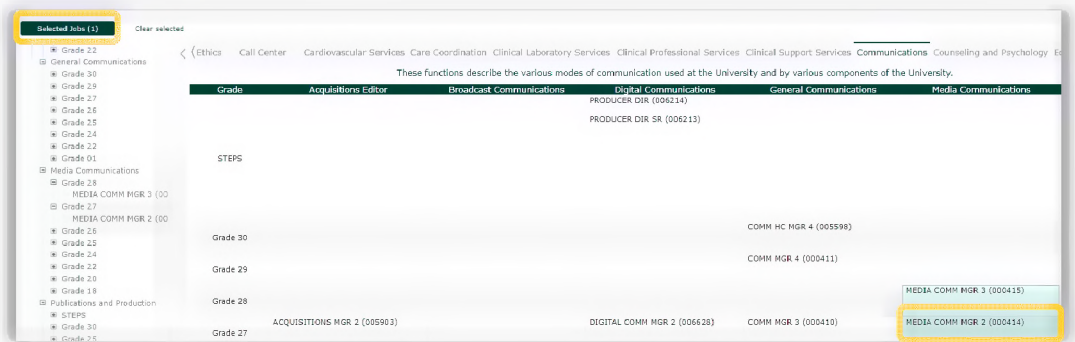 Selected Jobs (1) Clear selected
Grade 22
General Communications
Grade 30
Grade 29
Grade 27
Grade 26
Grade 25
Grade 24
Grade 22
Grade 01
Media Communications
Grade 28
MEDIA COMM MGR 3 (00
Grade 27
MEDIA COMM MGR 2 (00
Grade 26
Grade 25
Grade 24
Grade 22
Grade 20
Grade 18
Publications and Production
STEPS
Grade 30
Grade 25
Ethics Call Center Cardiovascular Services Care Coordination Clinical Laboratory Services Clinical Professional Services Clinical Support Services Communications Counseling and Psychology
These functions describe the various modes of communication used at the University and by various components of the University.
Grade Acquisitions Editor Broadcast Communications Digital Communications General Communications Media Communications
PRODUCER DIR (006214)
PRODUCER DIR SR (006213)
STEPS
COMM HC MGR 4 (005598)
Grade 30
COMM MGR 4 (000411)
Grade 29
MEDIA COMM MGR 3 (000415)
Grade 28
ACQUISITIONS MGR 2 (005903) DIGITAL COMM MGR 2 (006628) COMM MGR 3 (000410) MEDIA COMM MGR 2 (000414)
Grade 27